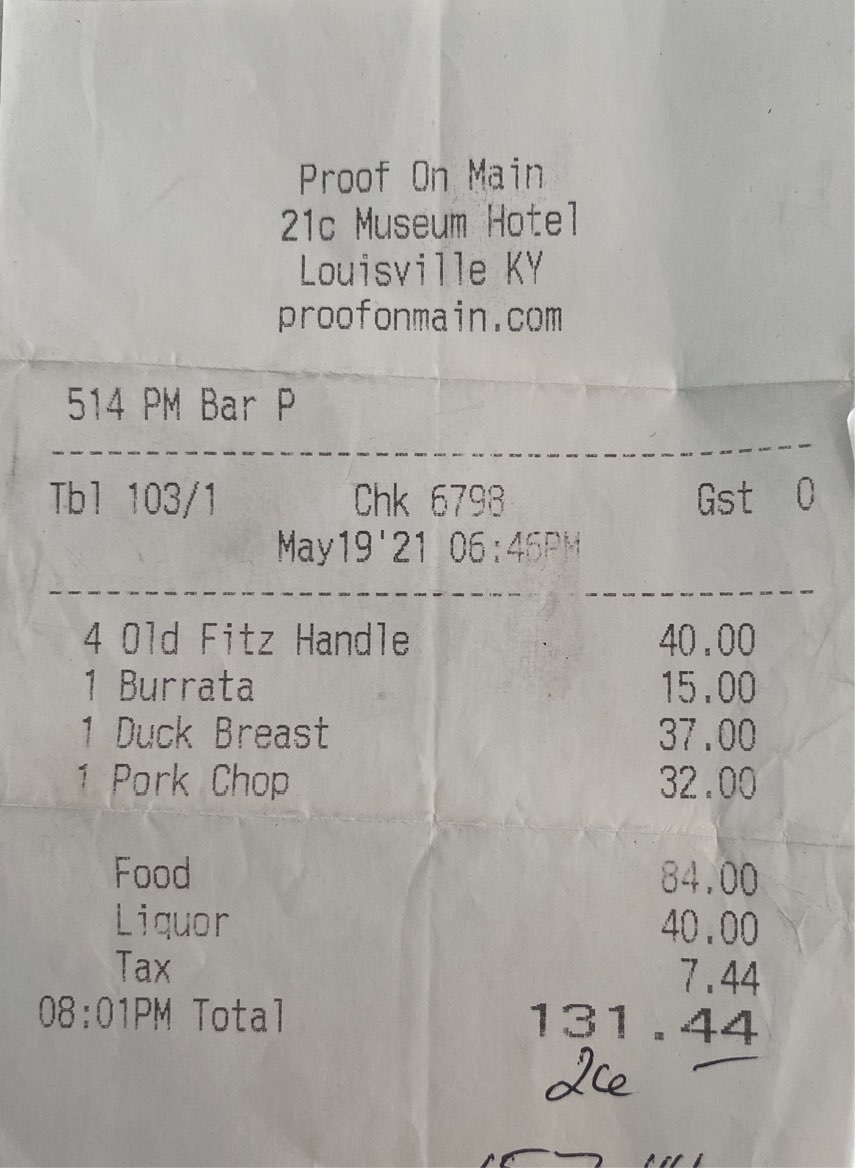 Proof On Main
21c Museum Hotel
Louisville KY
proofonmain.com
514 PM Bar P
Tbl 103/1 Chk 6798 Gst 0
May19'21 06:46PM
4 Old Fitz Handle 40.00
1 Burrata 15.00
1 Duck Breast 37.00
1 Pork Chop 32.00
Food 84.00
Liquor 40.00
Tax 7.44
08:01PM Total 131.44